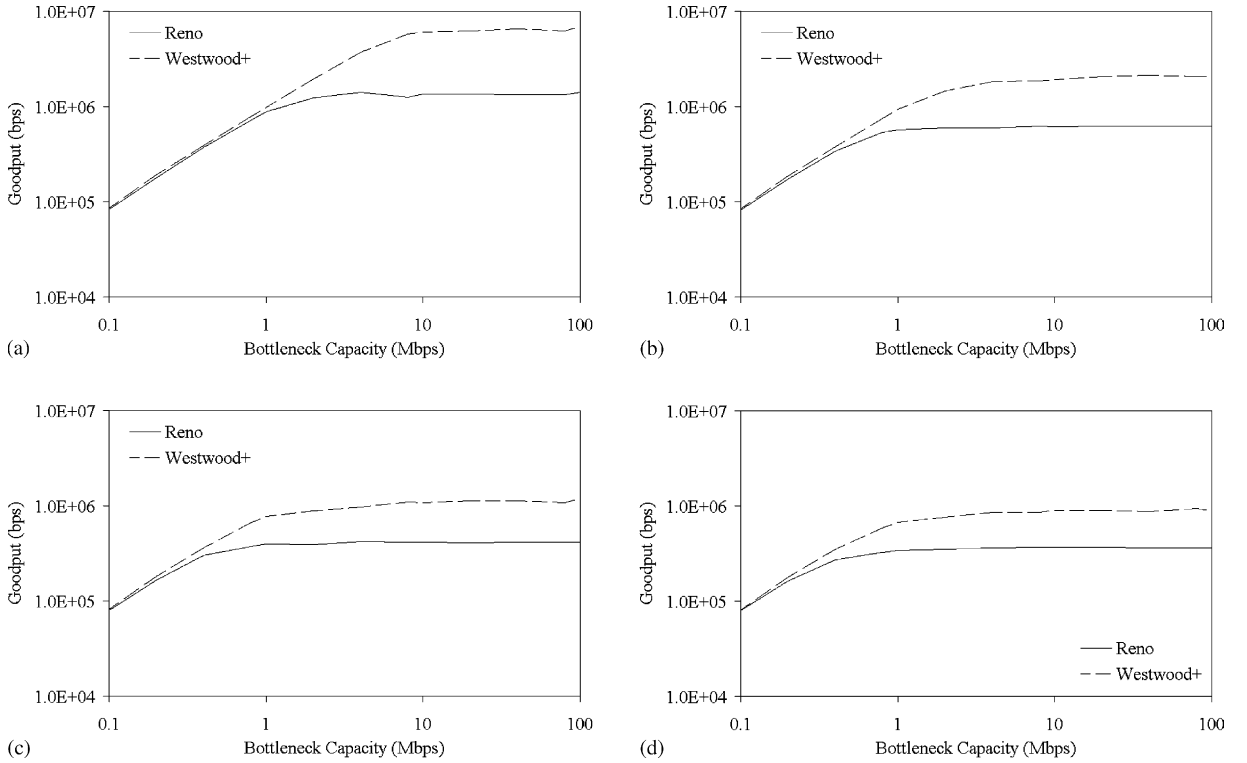 1.0E+07
Reno
Westwood+
1.0E+06
Goodput (bps)
1.0E+05
1.0E+04
0.1 1 10 100
(a) Bottleneck Capacity (Mbps)
1.0E+07
Reno
Westwood+
1.0E+06
Goodput (bps)
1.0E+05
1.0E+04
0.1 1 10 100
(b) Bottleneck Capacity (Mbps)
1.0E+07
Reno
Westwood+
1.0E+06
Goodput (bps)
1.0E+05
1.0E+04
0.1 1 10 100
(c) Bottleneck Capacity (Mbps)
1.0E+07
1.0E+06
Goodput (bps)
1.0E+05
Reno
Westwood+
1.0E+04
0.1 1 10 100
(d) Bottleneck Capacity (Mbps)